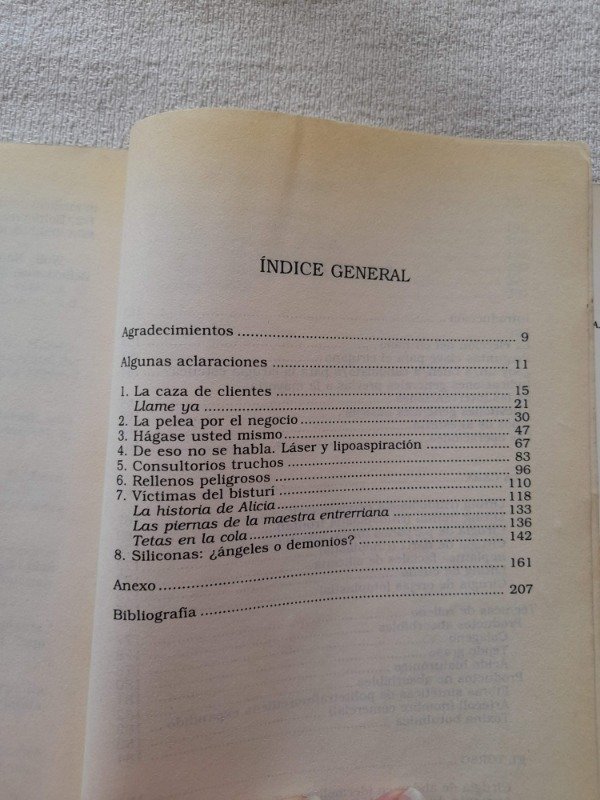 ÍNDICE GENERAL
Agradecimientos ........ 9
Algunas aclaraciones ........ 11
1. La caza de clientes ........ 15
Llame ya ........ 21
2. La pelea por el negocio ........ 30
3. Hágase usted mismo ........ 47
4. De eso no se habla. Láser y lipoaspiración ........ 67
5. Consultorios truchos ........ 83
6. Rellenos peligrosos ........ 96
7. Víctimas del bisturí ........ 110
La historia de Alicia ........ 118
Las piernas de la maestra entrerriana ........ 133
Tetas en la cola ........ 136
8. Siliconas: ¿ángeles o demonios? ........ 142
Anexo ........ 161
Bibliografía ........ 207